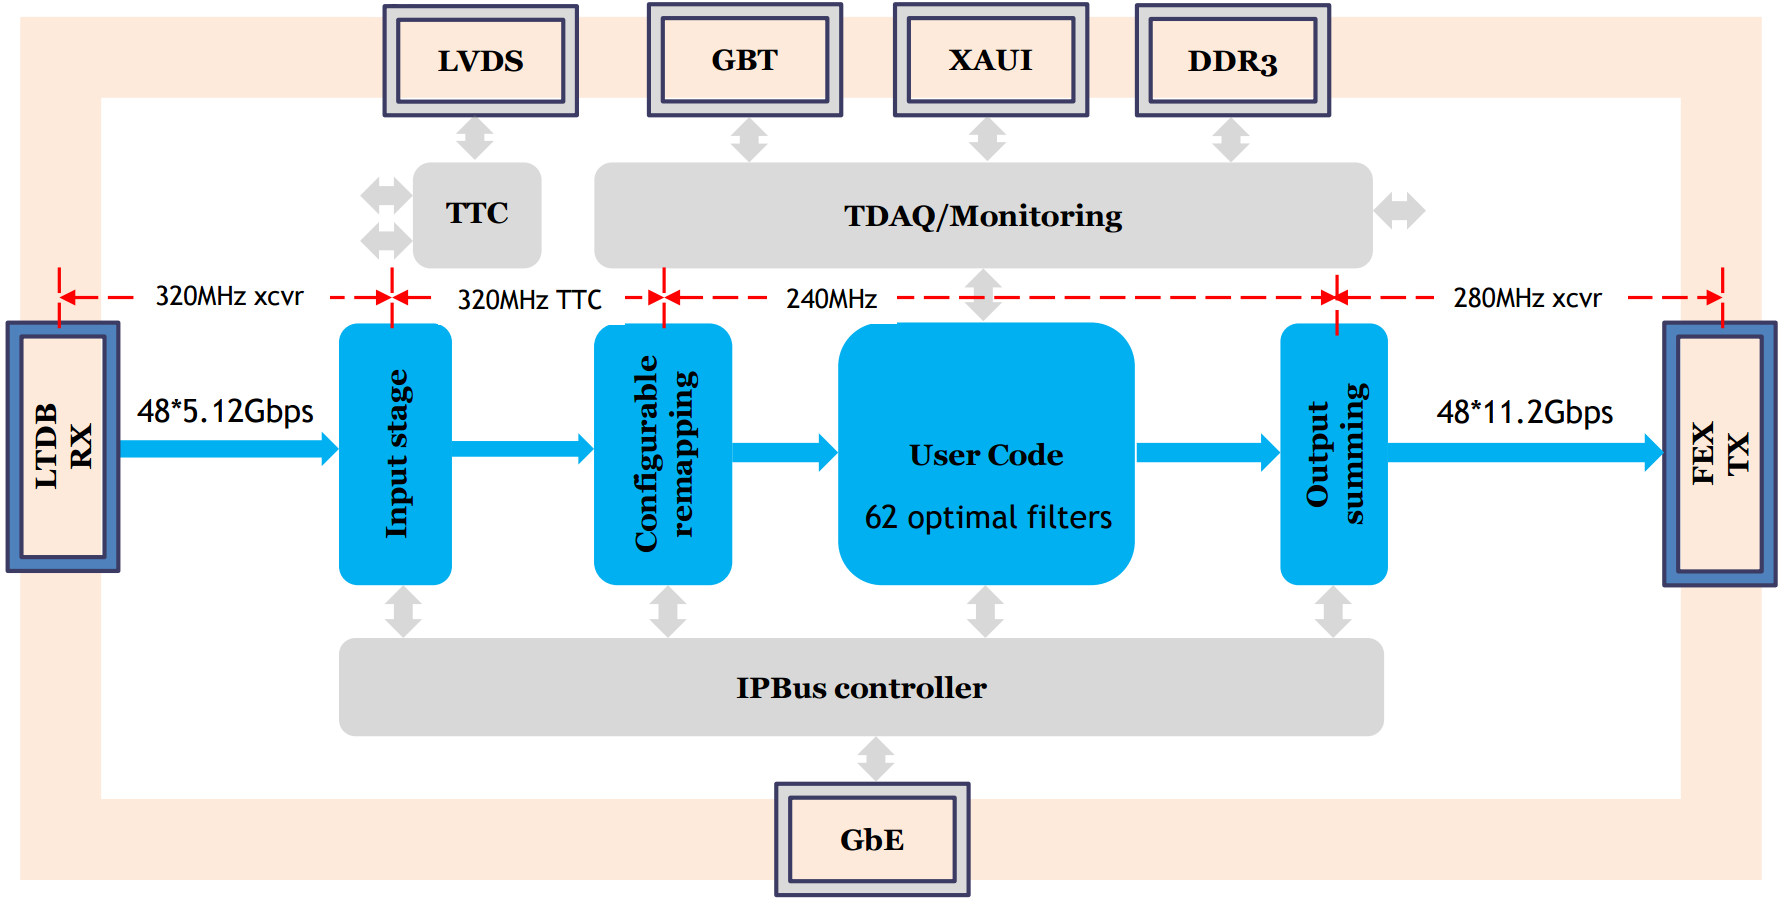 LVDS
GBT
XAUI
DDR3
TTC
TDAQ/Monitoring
320MHz xcvr
320MHz TTC
240MHz
280MHz xcvr
LTDB
RX
48*5.12Gbps
Input stage
Configurable
remapping
User Code
62 optimal filters
Output
summing
48*11.2Gbps
FEX
TX
IPBus controller
GbE